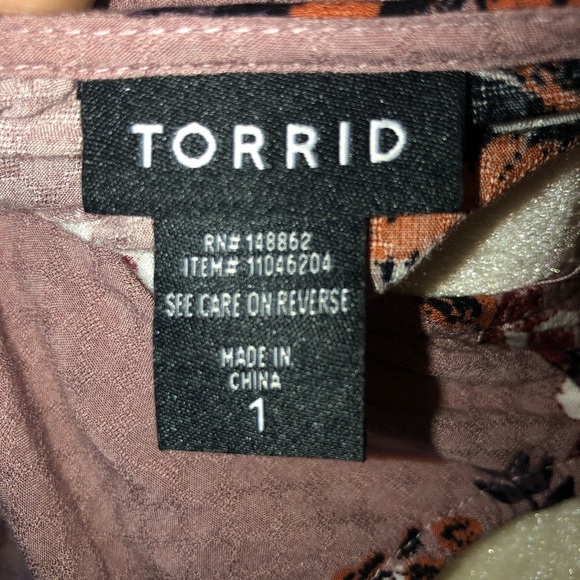 TORRID
RN# 148862
ITEM# 11046204
SEE CARE ON REVERSE
MADE IN
CHINA
1